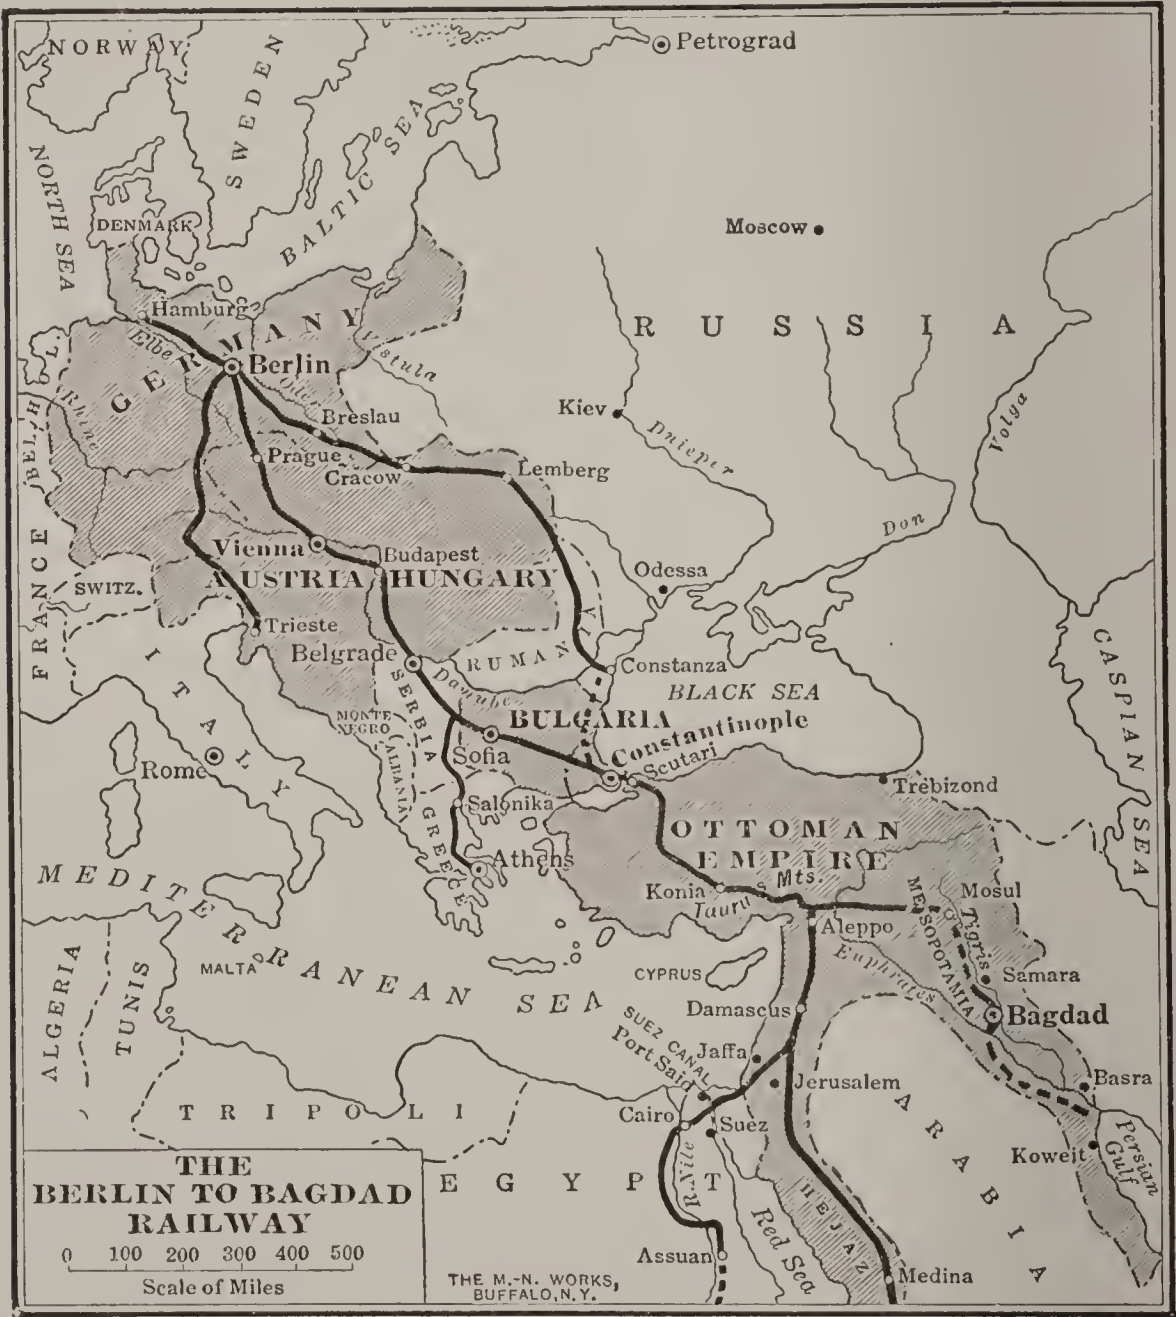 NORWAY
SWEDEN
Petrograd
NORTH SEA
BALTIC SEA
DENMARK
Moscow
Hamburg
GERMANY
RUSSIA
Elbe
Vistula
HOL.
BEL.
Berlin
Oder
Rhine
Breslau
Kiev
Dnieper
Volga
Prague
Cracow
Lemberg
Don
FRANCE
Vienna
Budapest
AUSTRIA HUNGARY
Odessa
SWITZ.
Trieste
Belgrade
RUMANIA
Constanza
CASPIAN SEA
ITALY
SERBIA
Danube
BLACK SEA
MONTE
NEGRO
BULGARIA
Constantinople
Scutari
ALBANIA
Sofia
Rome
Trebizond
Salonika
GREECE
OTTOMAN
EMPIRE
Athens
MEDITERRANEAN SEA
Konia
Taurus Mts.
MESOPOTAMIA
Mosul
Tigris
Aleppo
Euphrates
Samara
ALGERIA
TUNIS
MALTA
CYPRUS
Damascus
Bagdad
SUEZ CANAL
Port Said
Jaffa
Jerusalem
Basra
TRIPOLI
Cairo
Suez
ARABIA
Koweit
Persian
Gulf
EGYPT
R. Nile
HEJAZ
Red Sea
Assuan
Medina
THE
BERLIN TO BAGDAD
RAILWAY
0 100 200 300 400 500
Scale of Miles
THE M.-N. WORKS,
BUFFALO, N.Y.